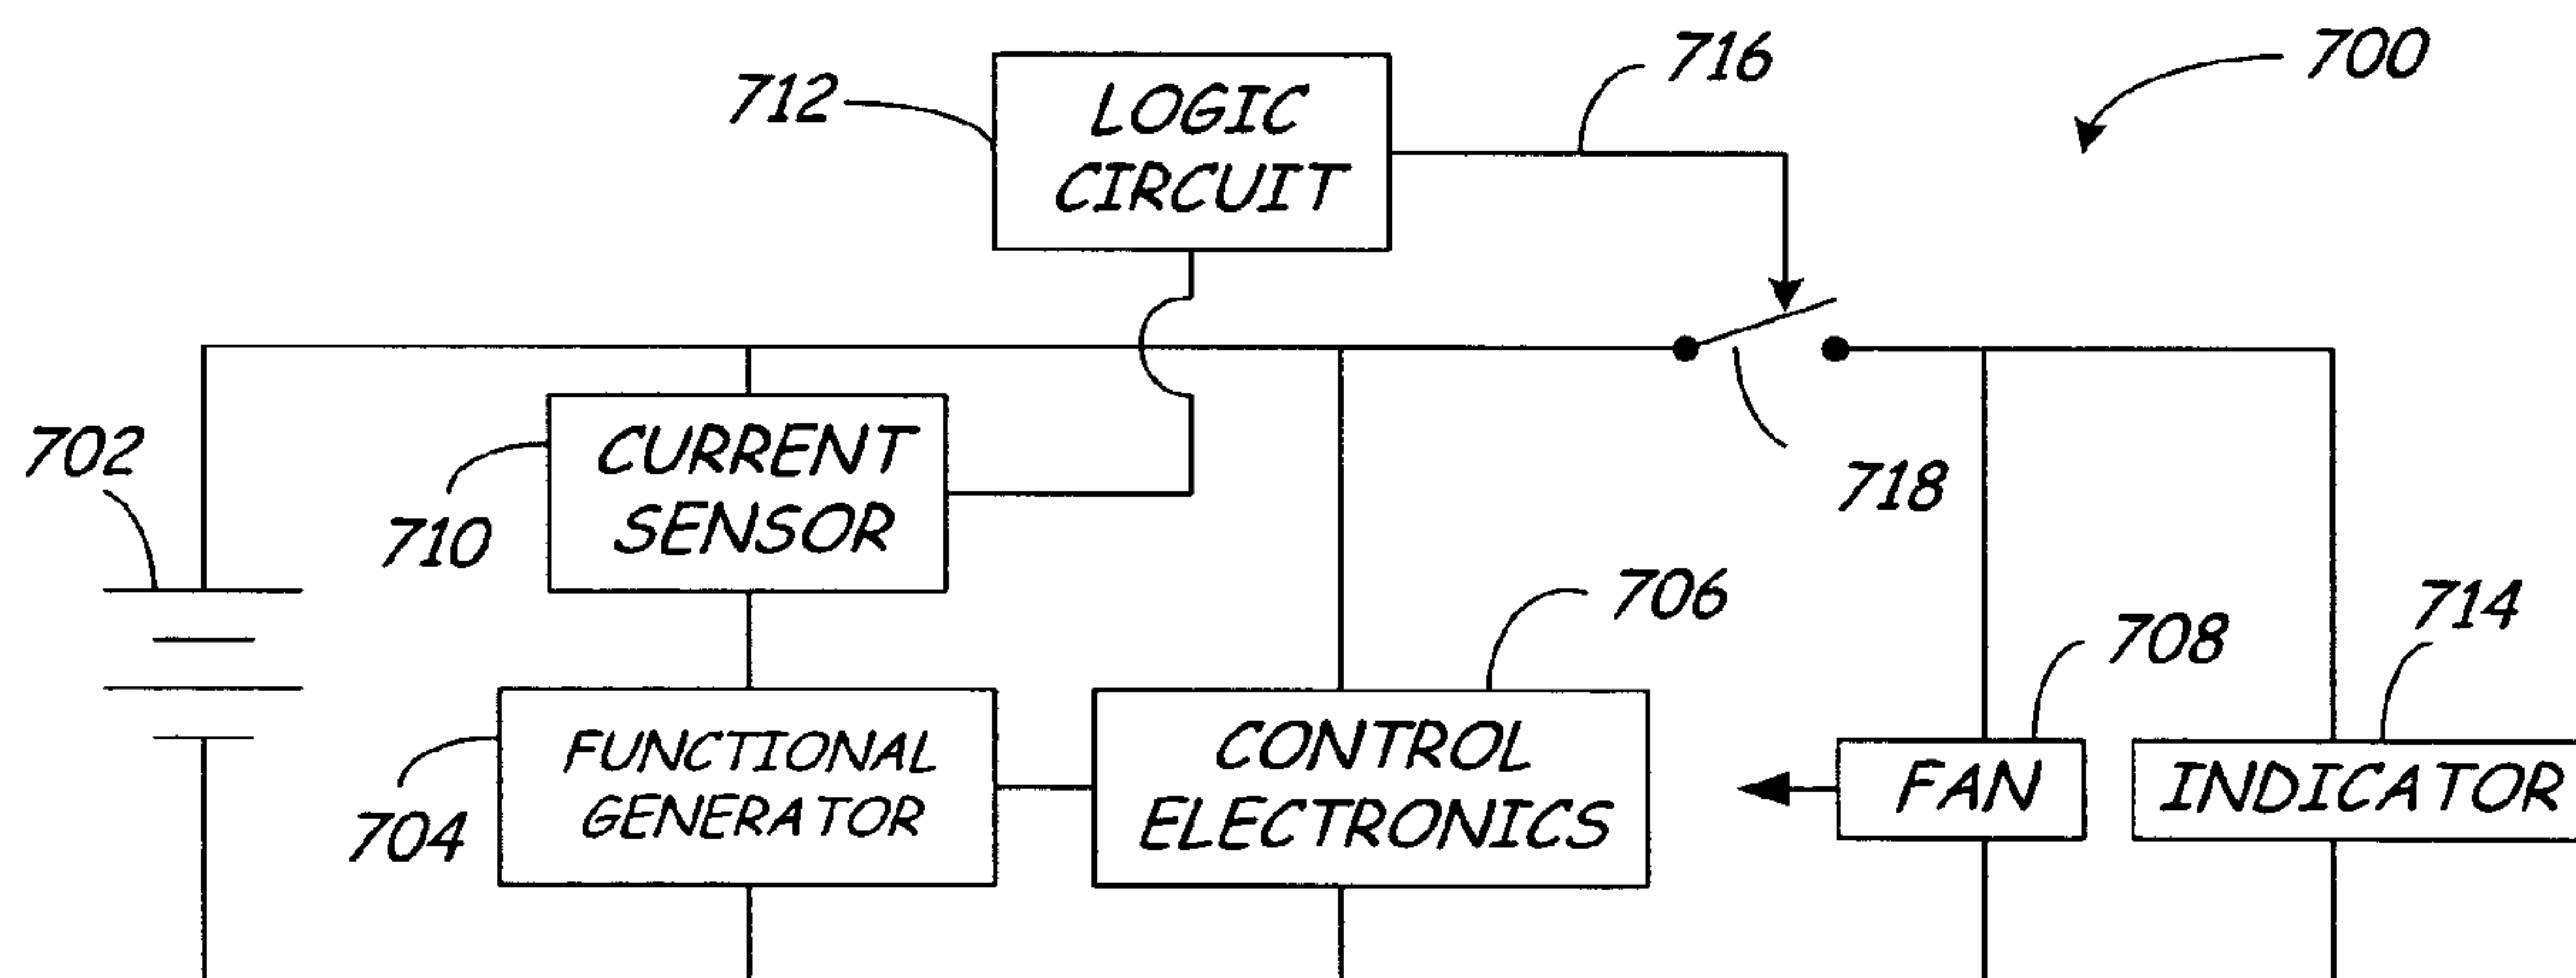 700
716
712
LOGIC
CIRCUIT
702
710
CURRENT
SENSOR
718
706
714
708
704
FUNCTIONAL
GENERATOR
CONTROL
ELECTRONICS
FAN
INDICATOR